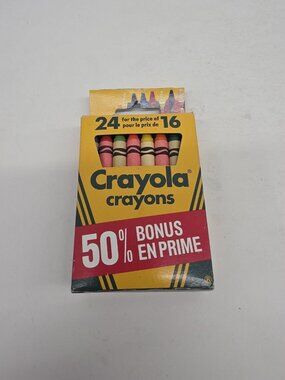 24 for the price of 16
pour le prix de
Crayola®
crayons
50% BONUS
EN PRIME